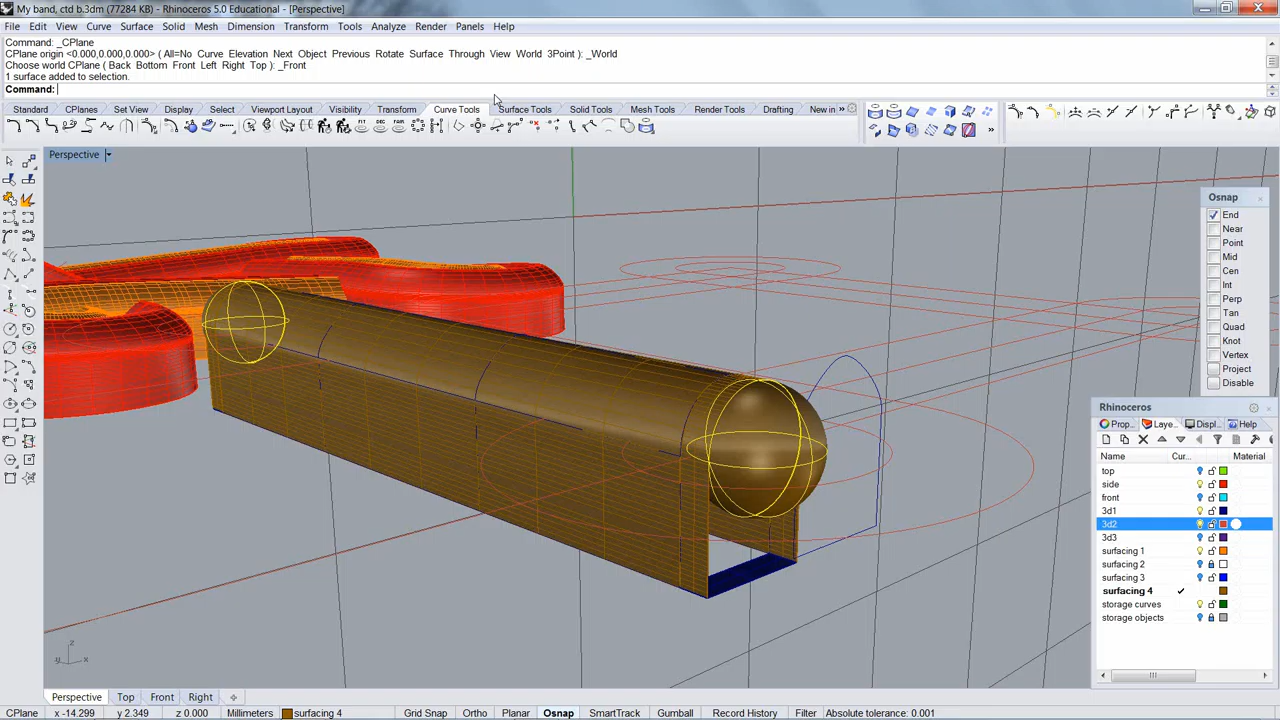 My band, ctd b.3dm (77284 KB) - Rhinoceros 5.0 Educational - [Perspective]
File Edit View Curve Surface Solid Mesh Dimension Transform Tools Analyze Render Panels Help
Command: _CPlane
CPlane origin <0.000,0.000,0.000> ( All=No Curve Elevation Next Object Previous Rotate Surface Through View World 3Point ): _World
Choose world CPlane ( Back Bottom Front Left Right Top ): _Front
1 surface added to selection.
Command:
Standard CPlanes Set View Display Select Viewport Layout Visibility Transform Curve Tools Surface Tools Solid Tools Mesh Tools Render Tools Drafting New in »
Perspective
Osnap
End
Near
Point
Mid
Cen
Int
Perp
Tan
Quad
Knot
Vertex
Project
Disable
Rhinoceros
Prop... Laye... Displ... Help
Name Cur... Material
top
side
front
3d1
3d2
3d3
surfacing 1
surfacing 2
surfacing 3
surfacing 4
storage curves
storage objects
z
y x
Perspective Top Front Right
CPlane x -14.299 y 2.349 z 0.000 Millimeters surfacing 4 Grid Snap Ortho Planar Osnap SmartTrack Gumball Record History Filter Absolute tolerance: 0.001